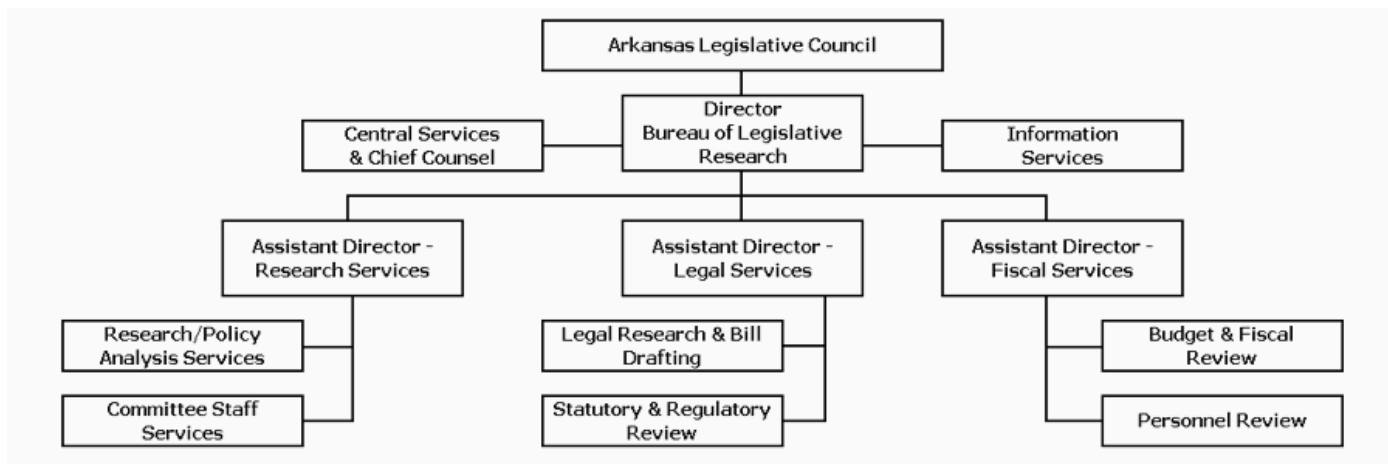 Arkansas Legislative Council
Director
Bureau of Legislative
Research
Central Services
& Chief Counsel
Information
Services
Assistant Director -
Research Services
Assistant Director -
Legal Services
Assistant Director -
Fiscal Services
Research/Policy
Analysis Services
Legal Research & Bill
Drafting
Budget & Fiscal
Review
Committee Staff
Services
Statutory & Regulatory
Review
Personnel Review